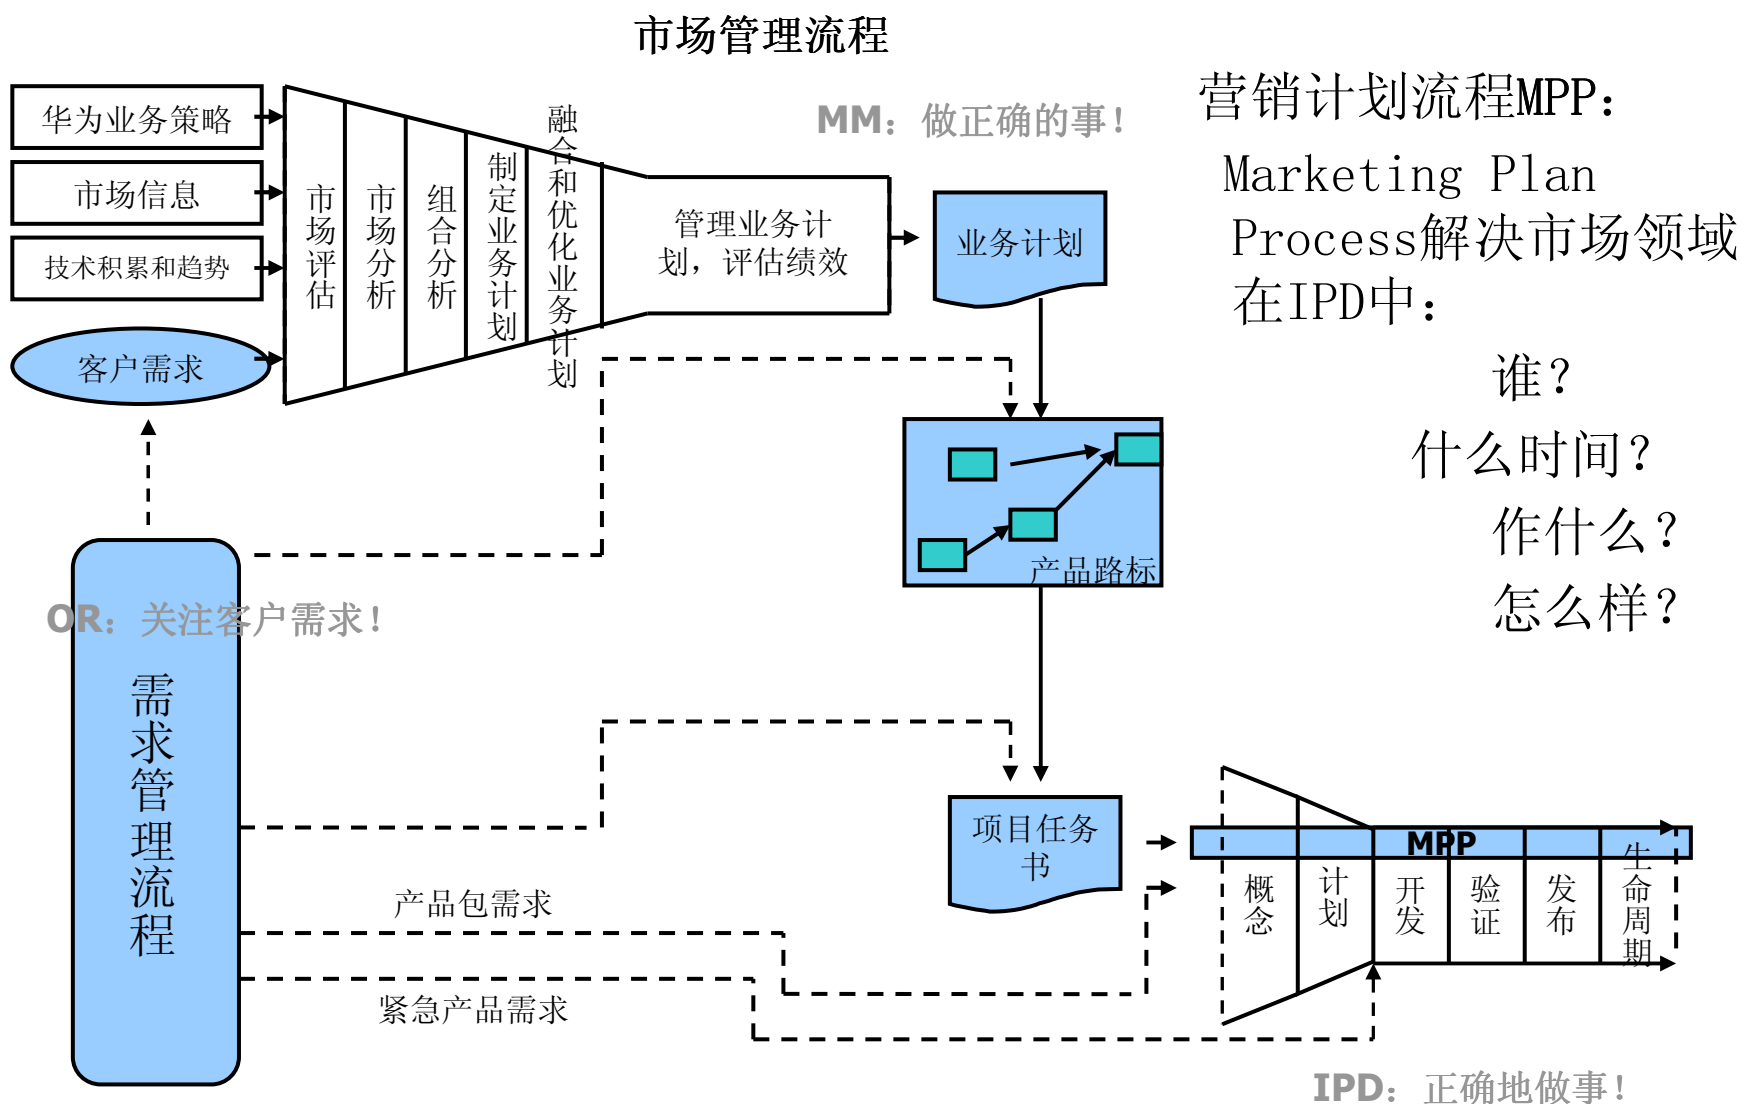 市场管理流程
华为业务策略
市场信息
技术积累和趋势
客户需求
市场评估
市场分析
组合分析
制定业务计划
融合和优化业务计划
管理业务计
划，评估绩效
MM：做正确的事！
业务计划
营销计划流程MPP：
Marketing Plan
Process解决市场领域
在IPD中：
谁？
什么时间？
作什么？
怎么样？
产品路标
OR：关注客户需求！
需求管理流程
项目任务
书
产品包需求
紧急产品需求
MPP
概念
计划
开发
验证
发布
生命周期
IPD：正确地做事！